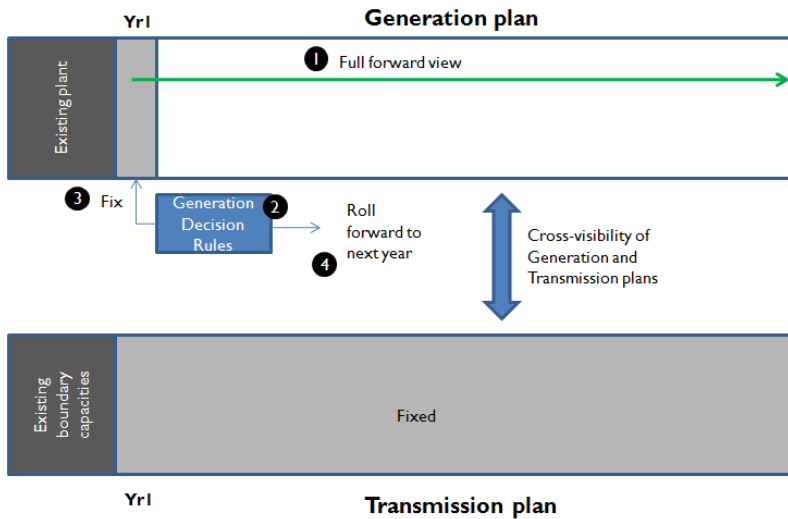 Yr1
Generation plan
Existing plant
1 Full forward view
3 Fix
Generation
Decision
Rules
2
Roll
forward to
next year
4
Cross-visibility of
Generation and
Transmission plans
Existing
boundary
capacities
Fixed
Yr1
Transmission plan